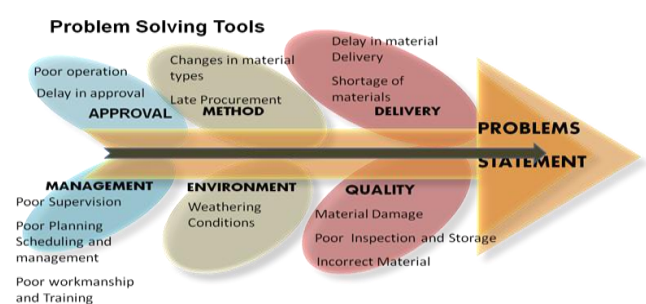 Problem Solving Tools
Poor operation
Delay in approval
APPROVAL
Changes in material
types
Late Procurement
METHOD
Delay in material
Delivery
Shortage of
materials
DELIVERY
PROBLEMS
STATEMENT
MANAGEMENT
Poor Supervision
Poor Planning
Scheduling and
management
Poor workmanship
and Training
ENVIRONMENT
Weathering
Conditions
QUALITY
Material Damage
Poor Inspection and Storage
Incorrect Material